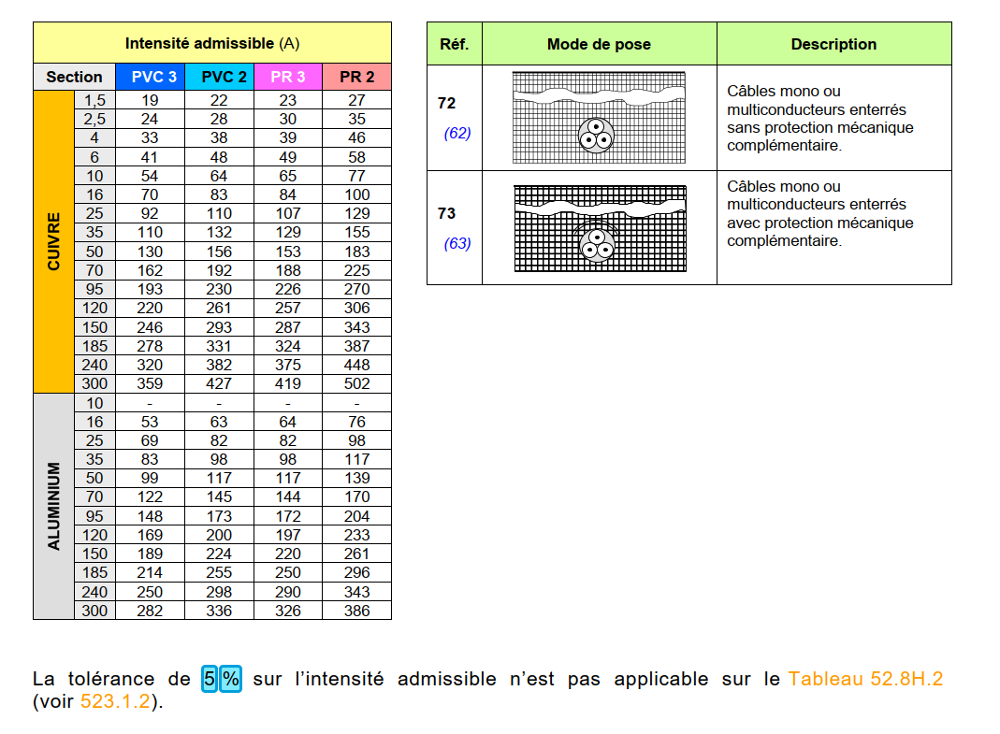 Intensité admissible (A)
Section PVC 3 PVC 2 PR 3 PR 2
CUIVRE
1,5 19 22 23 27
2,5 24 28 30 35
4 33 38 39 46
6 41 48 49 58
10 54 64 65 77
16 70 83 84 100
25 92 110 107 129
35 110 132 129 155
50 130 156 153 183
70 162 192 188 225
95 193 230 226 270
120 220 261 257 306
150 246 293 287 343
185 278 331 324 387
240 320 382 375 448
300 359 427 419 502
ALUMINIUM
10 - - - -
16 53 63 64 76
25 69 82 82 98
35 83 98 98 117
50 99 117 117 139
70 122 145 144 170
95 148 173 172 204
120 169 200 197 233
150 189 224 220 261
185 214 255 250 296
240 250 298 290 343
300 282 336 326 386
Réf. Mode de pose Description
72
(62)
Câbles mono ou
multiconducteurs enterrés
sans protection mécanique
complémentaire.
73
(63)
Câbles mono ou
multiconducteurs enterrés
avec protection mécanique
complémentaire.
La tolérance de 5 % sur l’intensité admissible n’est pas applicable sur le Tableau 52.8H.2
(voir 523.1.2).